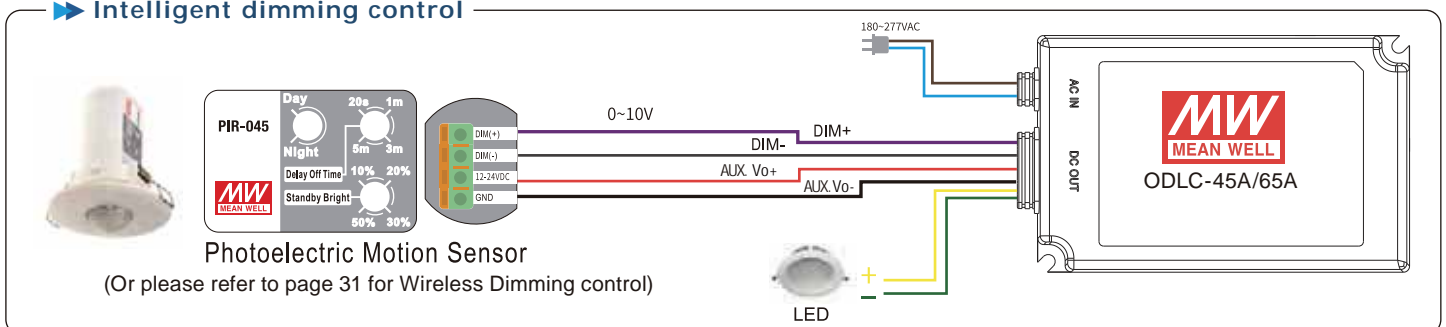 Intelligent dimming control
180~277VAC
PIR-045
Day
Night
20s 1m
5m 3m
Delay Off Time
10% 20%
Standby Bright
50% 30%
MW
MEAN WELL
DIM(+)
DIM(-)
12-24VDC
GND
0~10V
DIM+
DIM-
AUX. Vo+
AUX. Vo-
AC IN
DC OUT
MW
MEAN WELL
ODLC-45A/65A
Photoelectric Motion Sensor
(Or please refer to page 31 for Wireless Dimming control)
+
−
LED